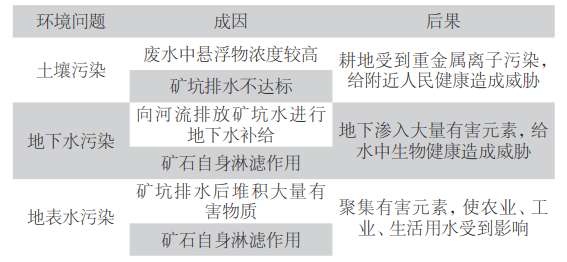 环境问题 成因 后果
土壤污染
废水中悬浮物浓度较高
矿坑排水不达标
耕地受到重金属离子污染，
给附近人民健康造成威胁
地下水污染
向河流排放矿坑水进行
地下水补给
矿石自身淋滤作用
地下渗入大量有害元素，给
水中生物健康造成威胁
地表水污染
矿坑排水后堆积大量有
害物质
矿石自身淋滤作用
聚集有害元素，使农业、工
业、生活用水受到影响